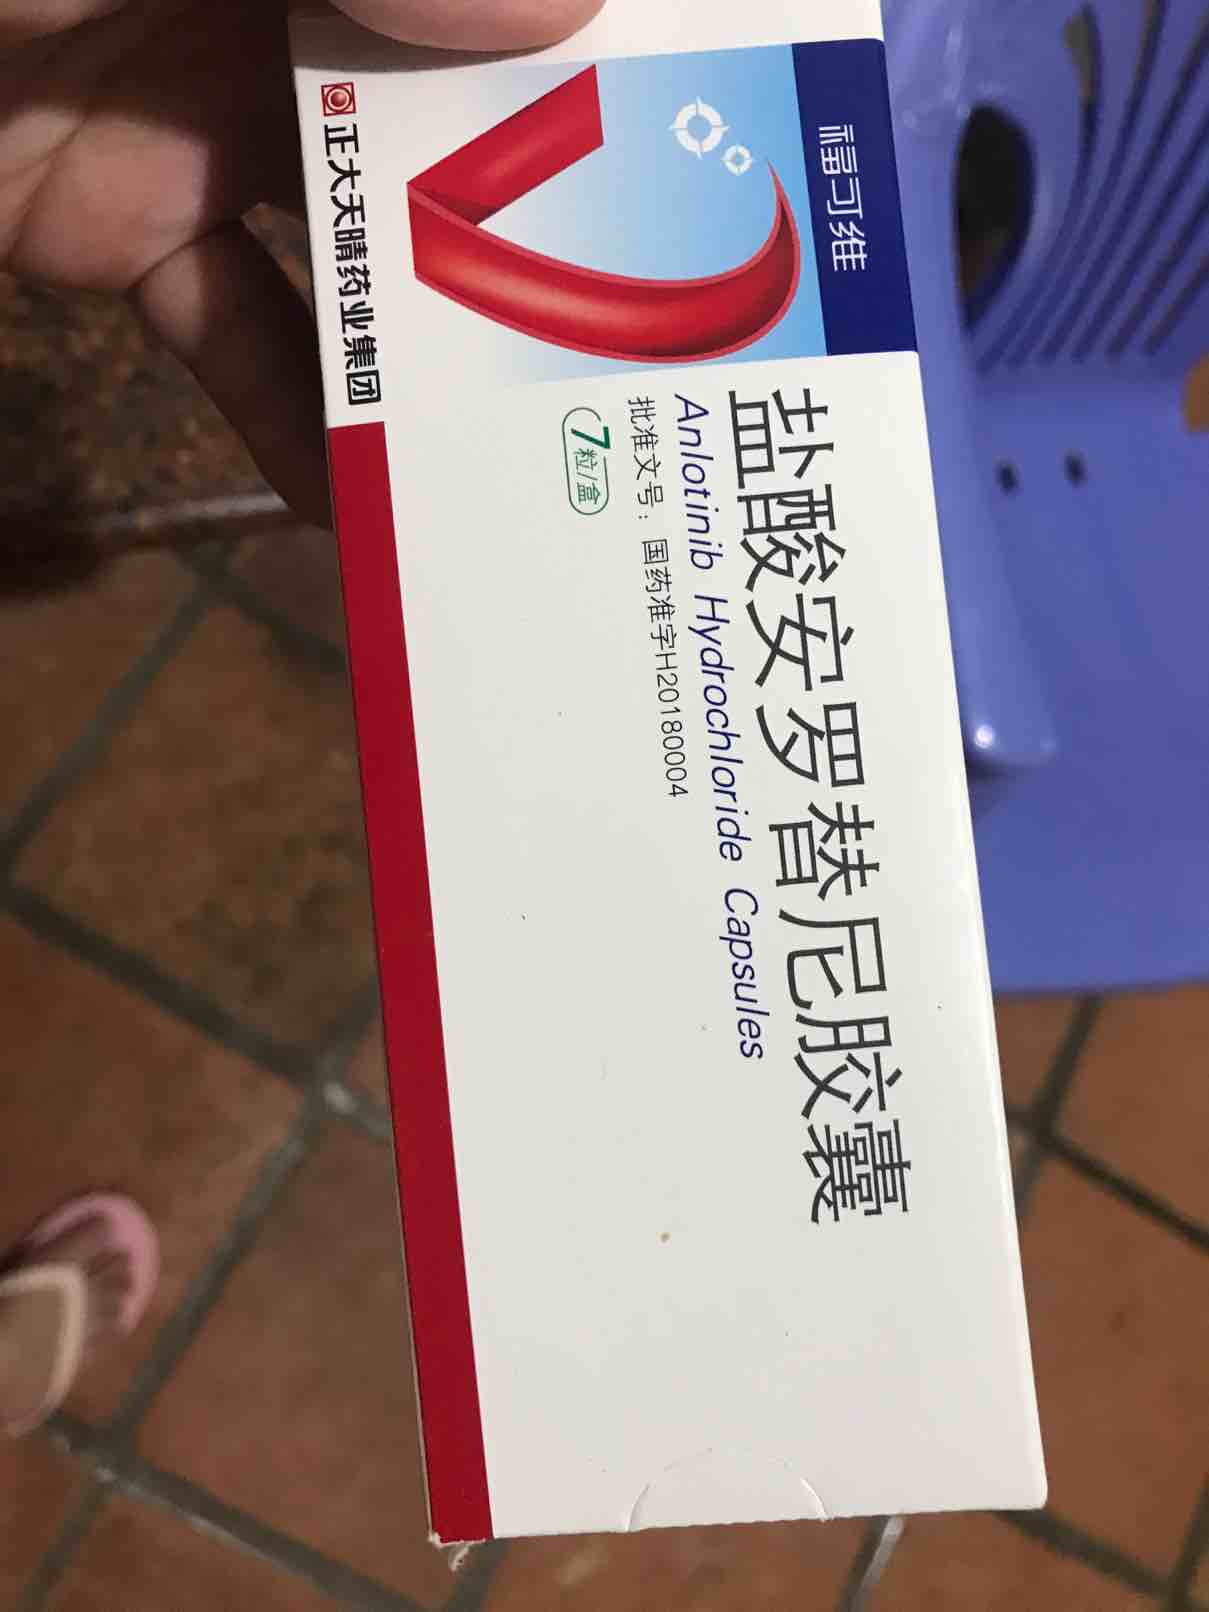 福可维
盐酸安罗替尼胶囊
Anlotinib Hydrochloride Capsules
批准文号：国药准字H20180004
7粒/盒
正大天晴药业集团